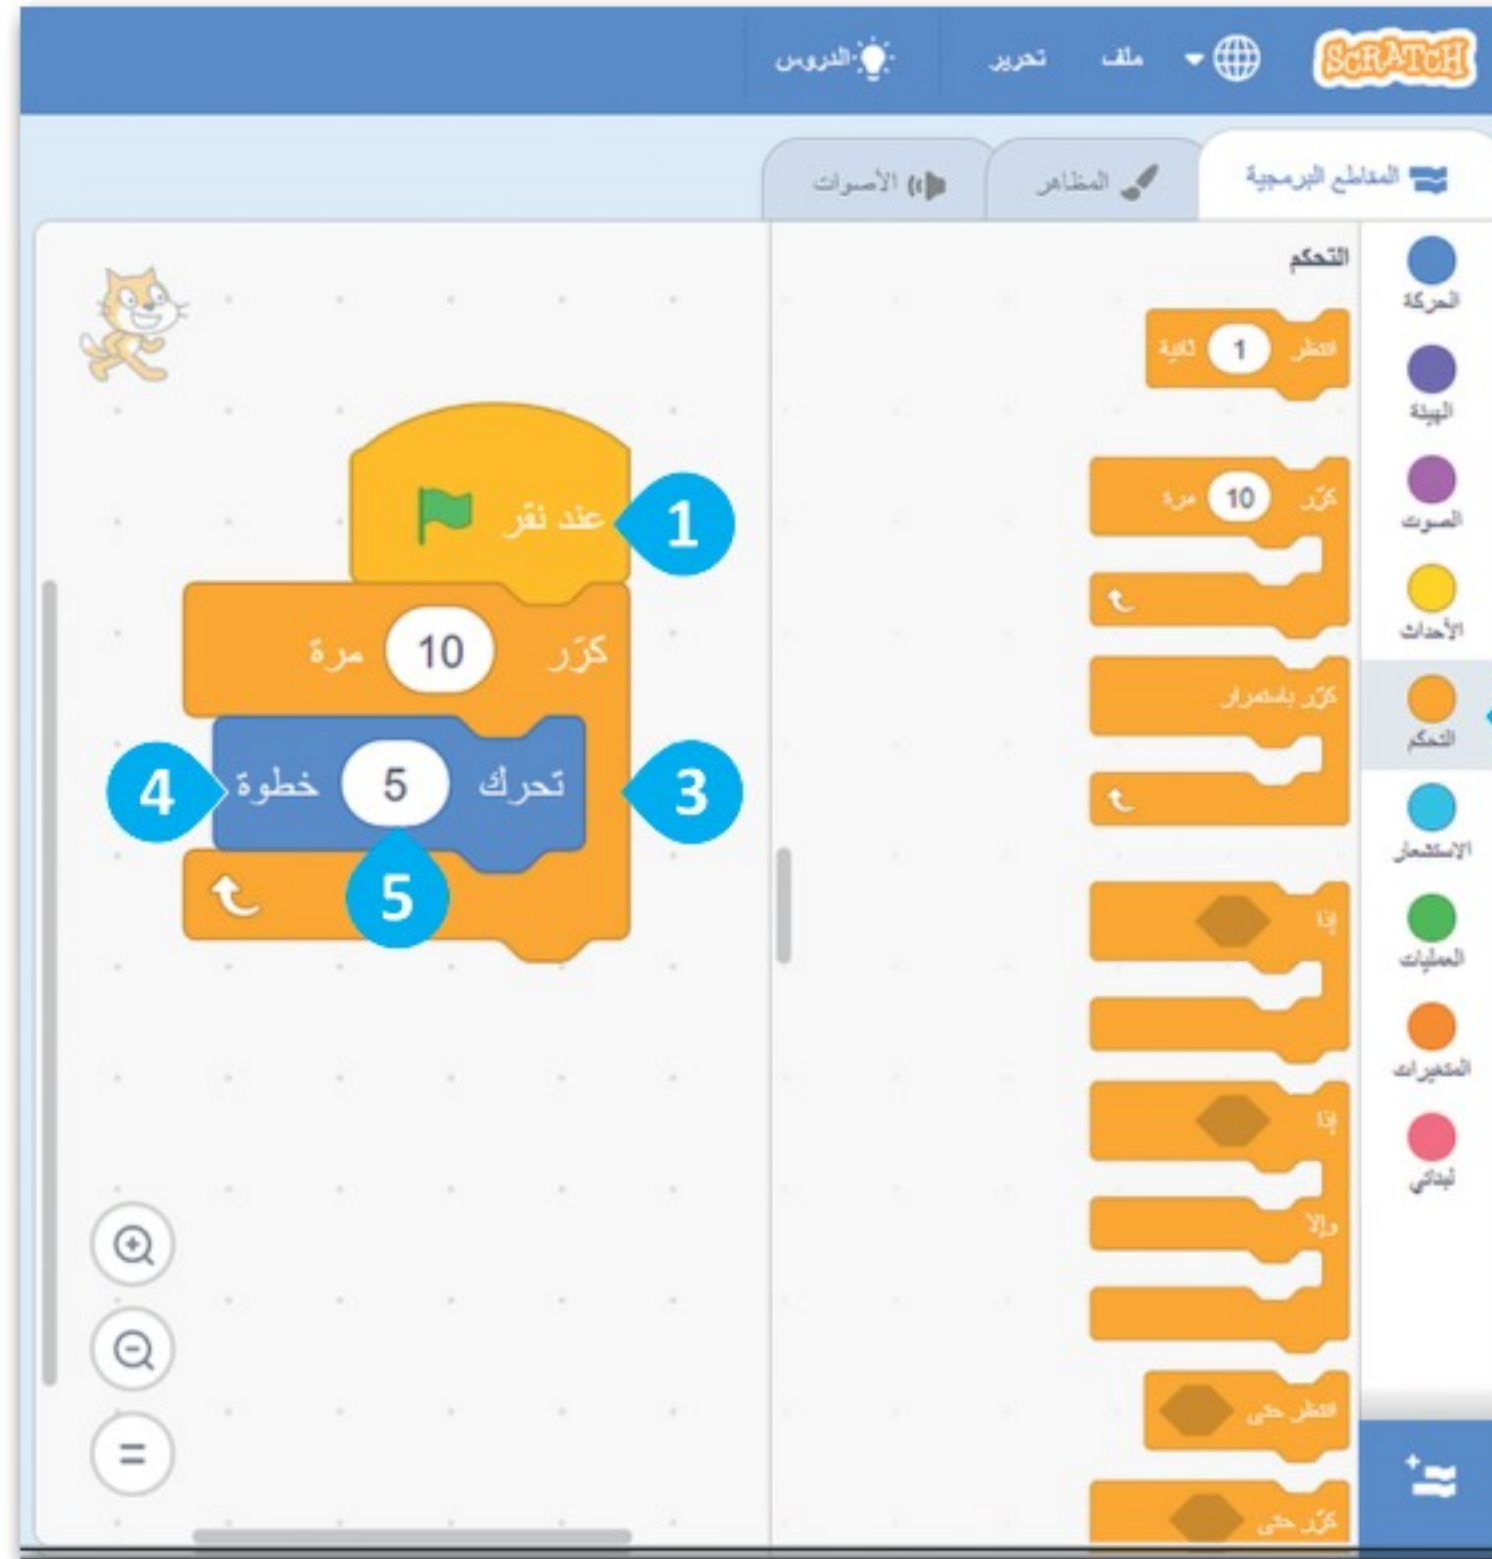 SCRATCH
ملف
تحرير
الدروس
المقاطع البرمجية
المظاهر
الأصوات
الحركة
الهيئة
الصوت
الأحداث
التحكم
الاستشعار
العمليات
المتغيرات
لبناتي
التحكم
انتظر 1 ثانية
كرّر 10 مرة
كرّر باستمرار
إذا
إذا
وإلا
انتظر حتى
كرّر حتى
عند نقر
1
كرّر 10 مرة
تحرك 5 خطوة
3
4
5